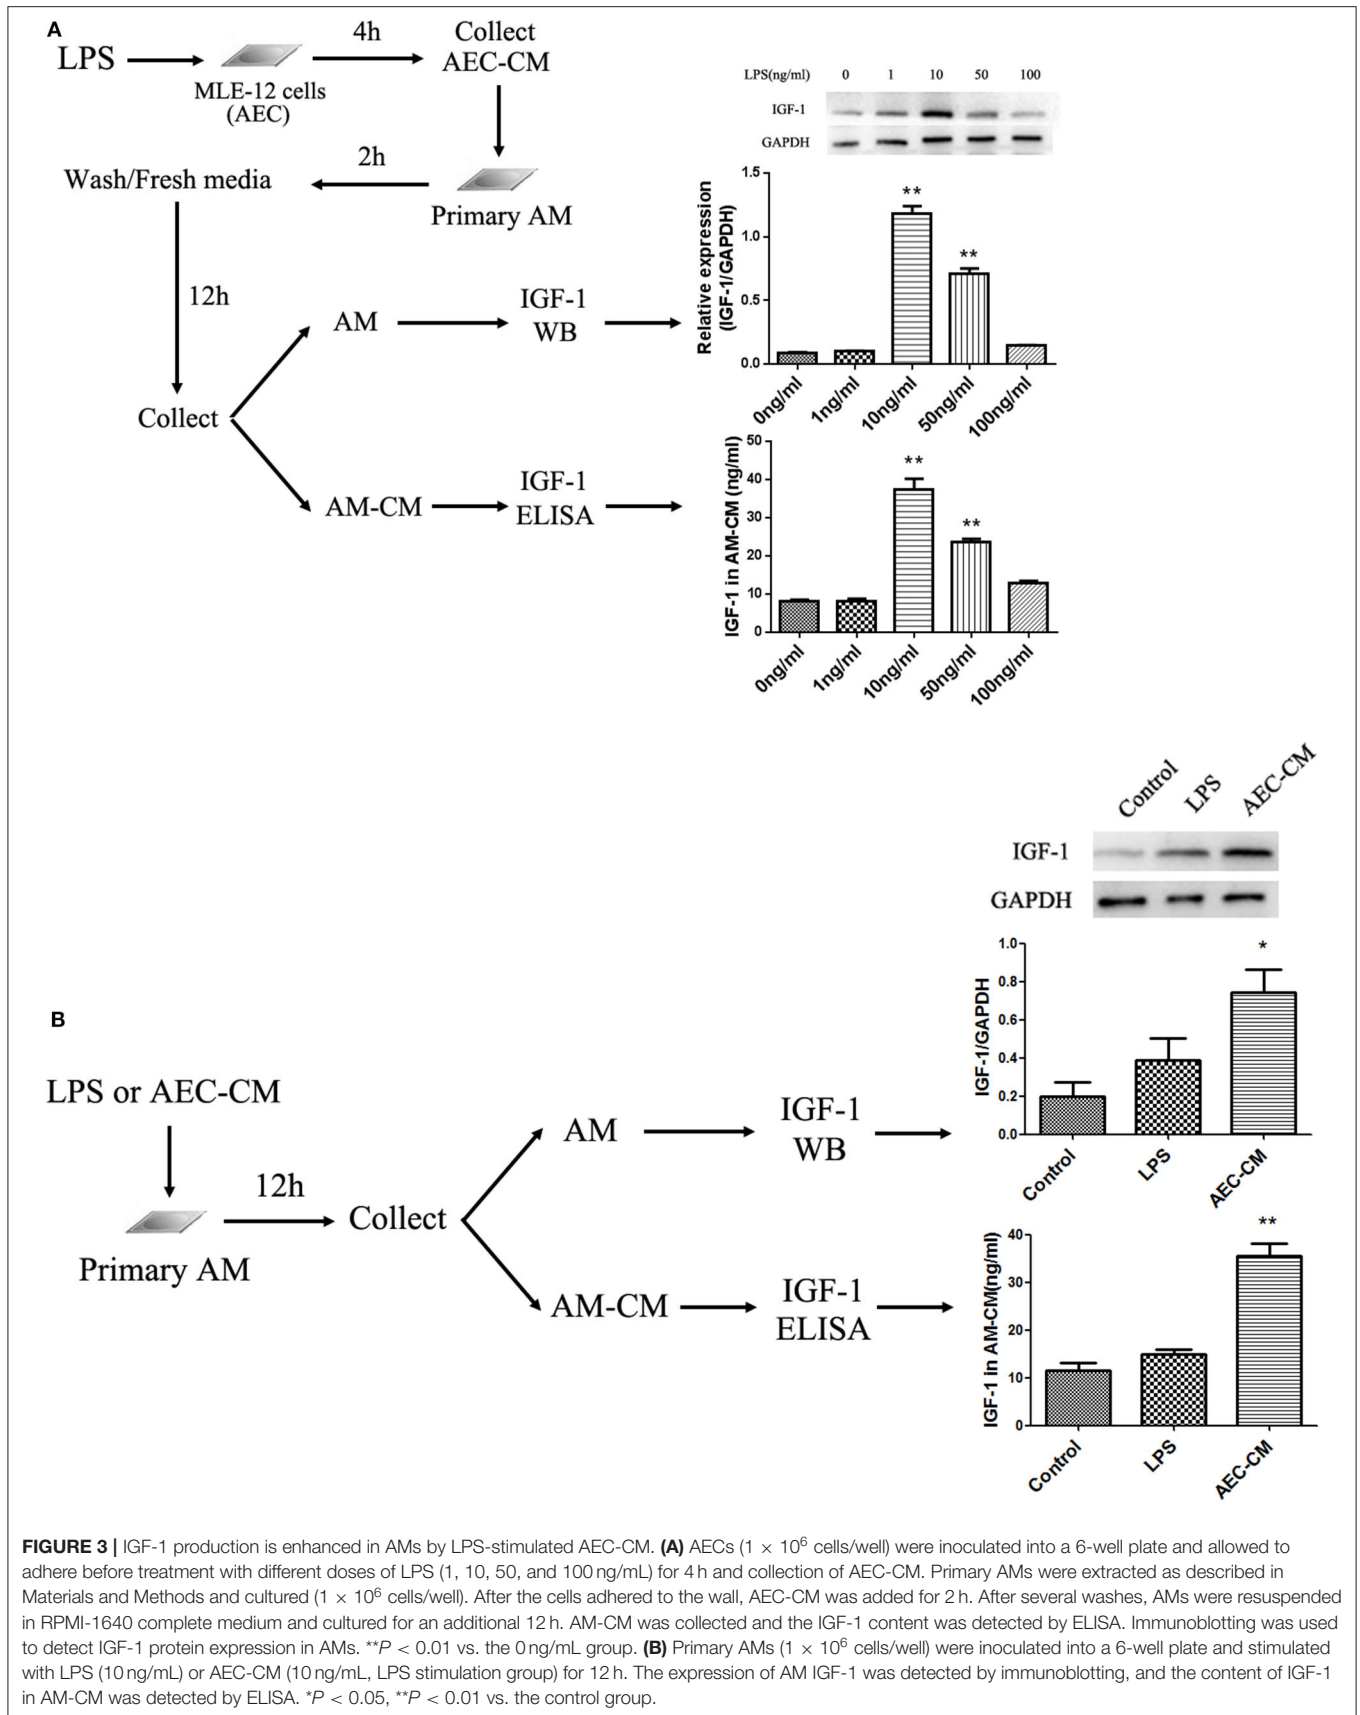 A
LPS
4h
Collect
AEC-CM
MLE-12 cells
(AEC)
2h
Wash/Fresh media
Primary AM
12h
AM
IGF-1
WB
Collect
AM-CM
IGF-1
ELISA
LPS(ng/ml) 0 1 10 50 100
IGF-1
GAPDH
Relative expression
(IGF-1/GAPDH)
1.5
1.0
0.5
0.0
**
**
0ng/ml
1ng/ml
10ng/ml
50ng/ml
100ng/ml
IGF-1 in AM-CM (ng/ml)
50
40
30
20
10
0
**
**
0ng/ml
1ng/ml
10ng/ml
50ng/ml
100ng/ml
B
LPS or AEC-CM
12h
Primary AM
Collect
AM
IGF-1
WB
AM-CM
IGF-1
ELISA
Control
LPS
AEC-CM
IGF-1
GAPDH
IGF-1/GAPDH
1.0
0.8
0.6
0.4
0.2
0.0
*
Control
LPS
AEC-CM
IGF-1 in AM-CM(ng/ml)
40
30
20
10
0
**
Control
LPS
AEC-CM
FIGURE 3 | IGF-1 production is enhanced in AMs by LPS-stimulated AEC-CM. (A) AECs (1 × 10⁶ cells/well) were inoculated into a 6-well plate and allowed to
adhere before treatment with different doses of LPS (1, 10, 50, and 100 ng/mL) for 4 h and collection of AEC-CM. Primary AMs were extracted as described in
Materials and Methods and cultured (1 × 10⁶ cells/well). After the cells adhered to the wall, AEC-CM was added for 2 h. After several washes, AMs were resuspended
in RPMI-1640 complete medium and cultured for an additional 12 h. AM-CM was collected and the IGF-1 content was detected by ELISA. Immunoblotting was used
to detect IGF-1 protein expression in AMs. **P < 0.01 vs. the 0 ng/mL group. (B) Primary AMs (1 × 10⁶ cells/well) were inoculated into a 6-well plate and stimulated
with LPS (10 ng/mL) or AEC-CM (10 ng/mL, LPS stimulation group) for 12 h. The expression of AM IGF-1 was detected by immunoblotting, and the content of IGF-1
in AM-CM was detected by ELISA. *P < 0.05, **P < 0.01 vs. the control group.